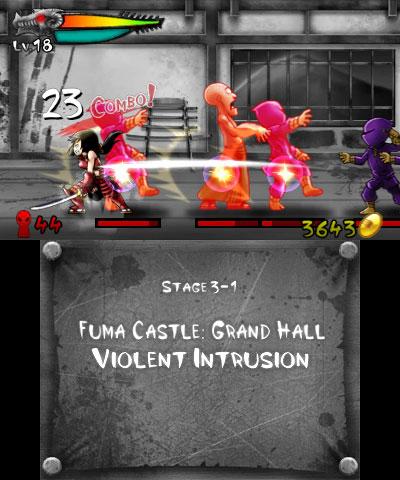 Lv 18
23 Combo!
44
3643
Stage 3-1
Fuma Castle: Grand Hall
Violent Intrusion